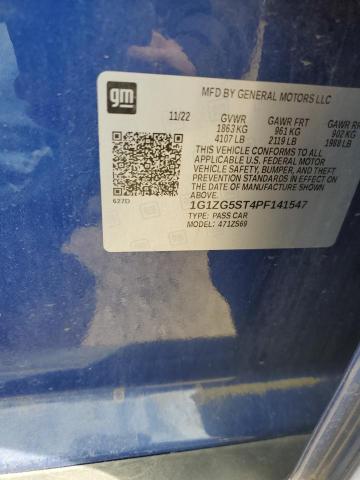 gm
MFD BY GENERAL MOTORS LLC
11/22 GVWR GAWR FRT GAWR RR
1863 KG 961 KG 902 KG
4107 LB 2119 LB 1988 LB
THIS VEHICLE CONFORMS TO ALL
APPLICABLE U.S. FEDERAL MOTOR
VEHICLE SAFETY, BUMPER, AND THEFT
PREVENTION STANDARDS IN EFFECT ON
THE DATE OF MANUFACTURE SHOWN ABOVE.
627D 1G1ZG5ST4PF141547
TYPE: PASS CAR
MODEL: 471ZS69